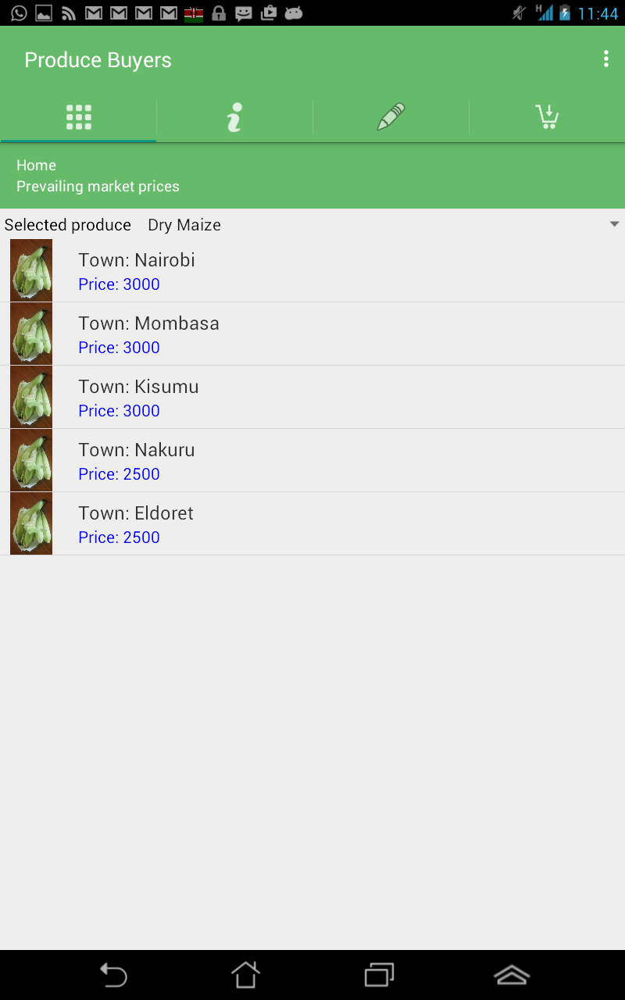 H 11:44
Produce Buyers
Home
Prevailing market prices
Selected produce Dry Maize
Town: Nairobi
Price: 3000
Town: Mombasa
Price: 3000
Town: Kisumu
Price: 3000
Town: Nakuru
Price: 2500
Town: Eldoret
Price: 2500